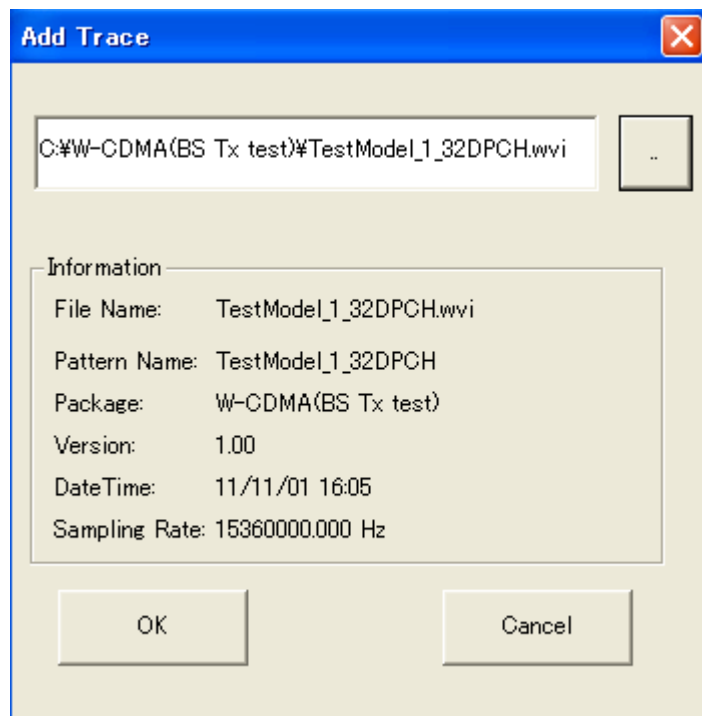 Add Trace
C:¥W-CDMA(BS Tx test)¥TestModel_1_32DPCH.wvi
..
Information
File Name: TestModel_1_32DPCH.wvi
Pattern Name: TestModel_1_32DPCH
Package: W-CDMA(BS Tx test)
Version: 1.00
DateTime: 11/11/01 16:05
Sampling Rate: 15360000.000 Hz
OK Cancel